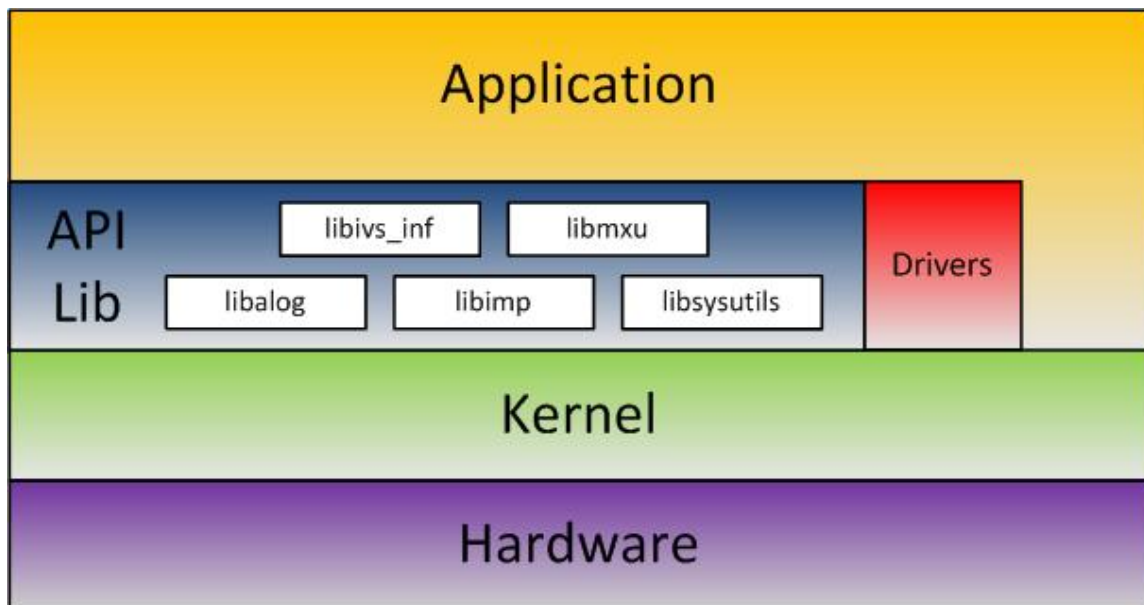 Application
API
Lib
libivs_inf
libmxu
libalog
libimp
libsysutils
Drivers
Kernel
Hardware